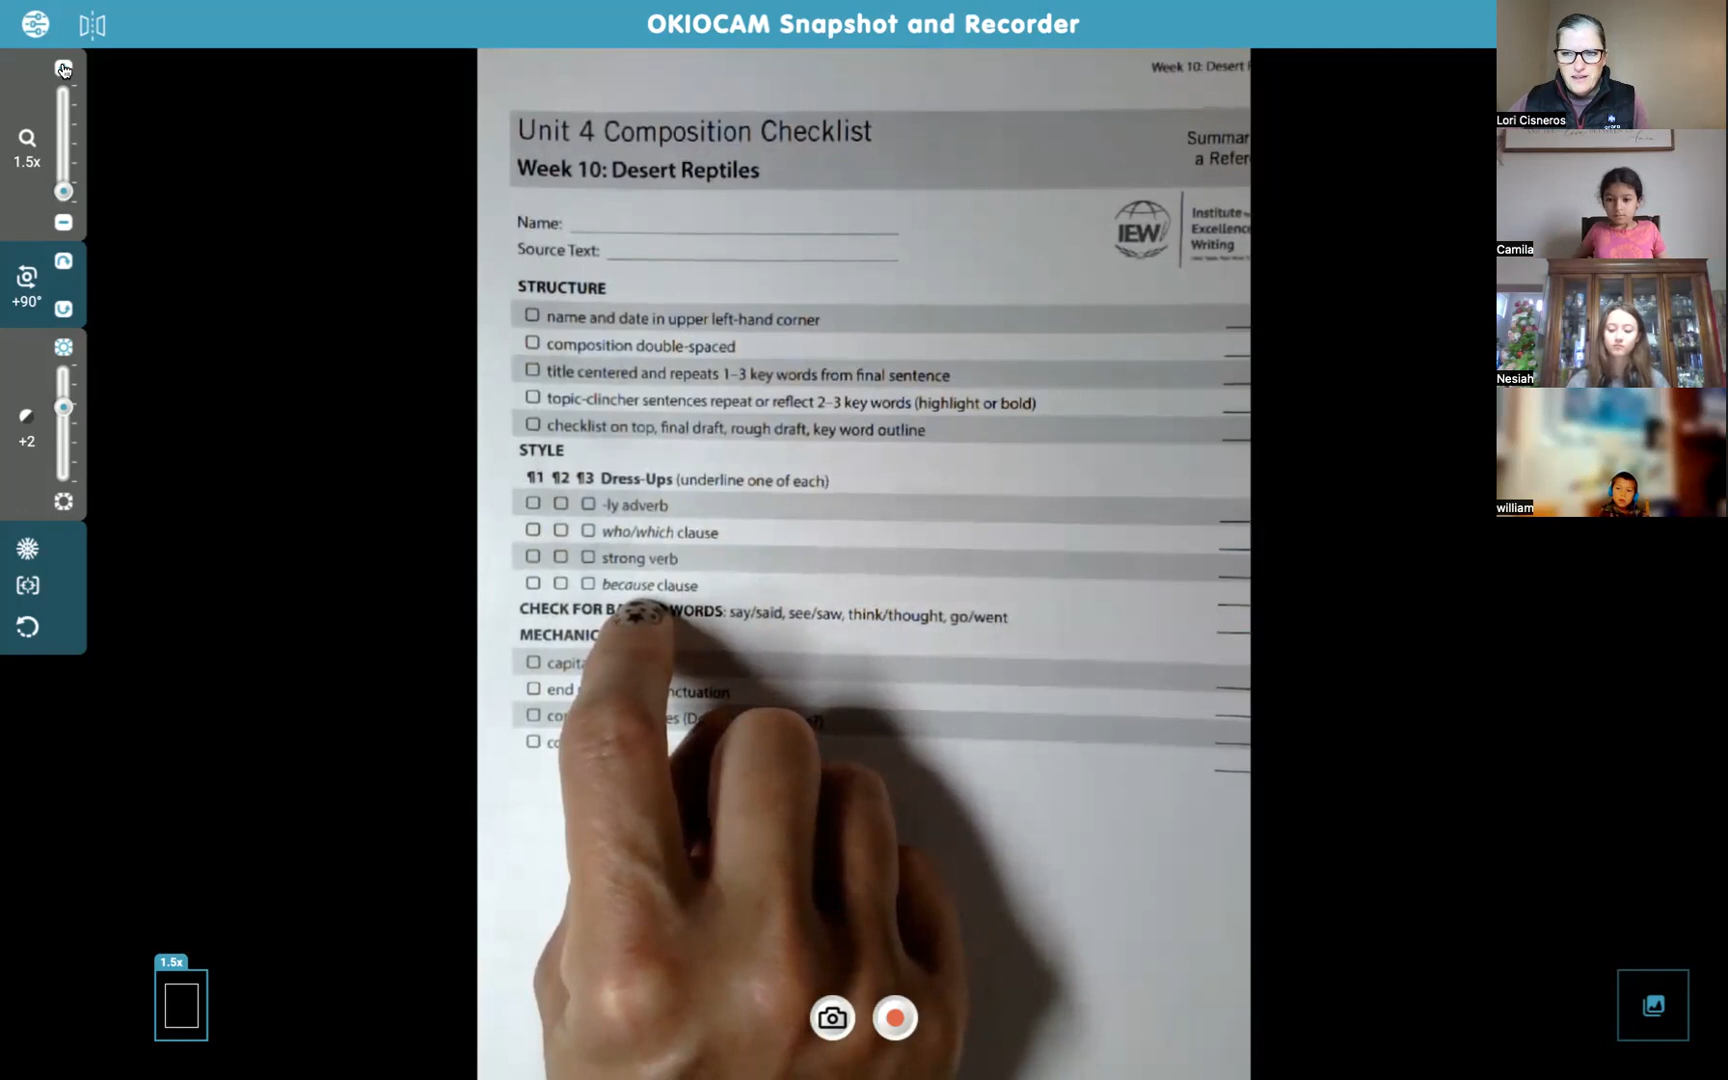 OKIOCAM Snapshot and Recorder
1.5x
+90°
+2
1.5x
Week 10: Desert
Unit 4 Composition Checklist
Week 10: Desert Reptiles
a
Name:
Source Text:
IEW
Institute
Excellence
Writing
STRUCTURE
name and date in upper left-hand corner
composition double-spaced
title centered and repeats 1–3 key words from final sentence
topic-clincher sentences repeat or reflect 2–3 key words (highlight or bold)
checklist on top, final draft, rough draft, key word outline
STYLE
¶1 ¶2 ¶3 Dress-Ups (underline one of each)
-ly adverb
who/which clause
strong verb
because clause
CHECK FOR WORDS: say/said, see/saw, think/thought, go/went
MECHANIC
end
Lori Cisneros
Camila
Nesiah
william